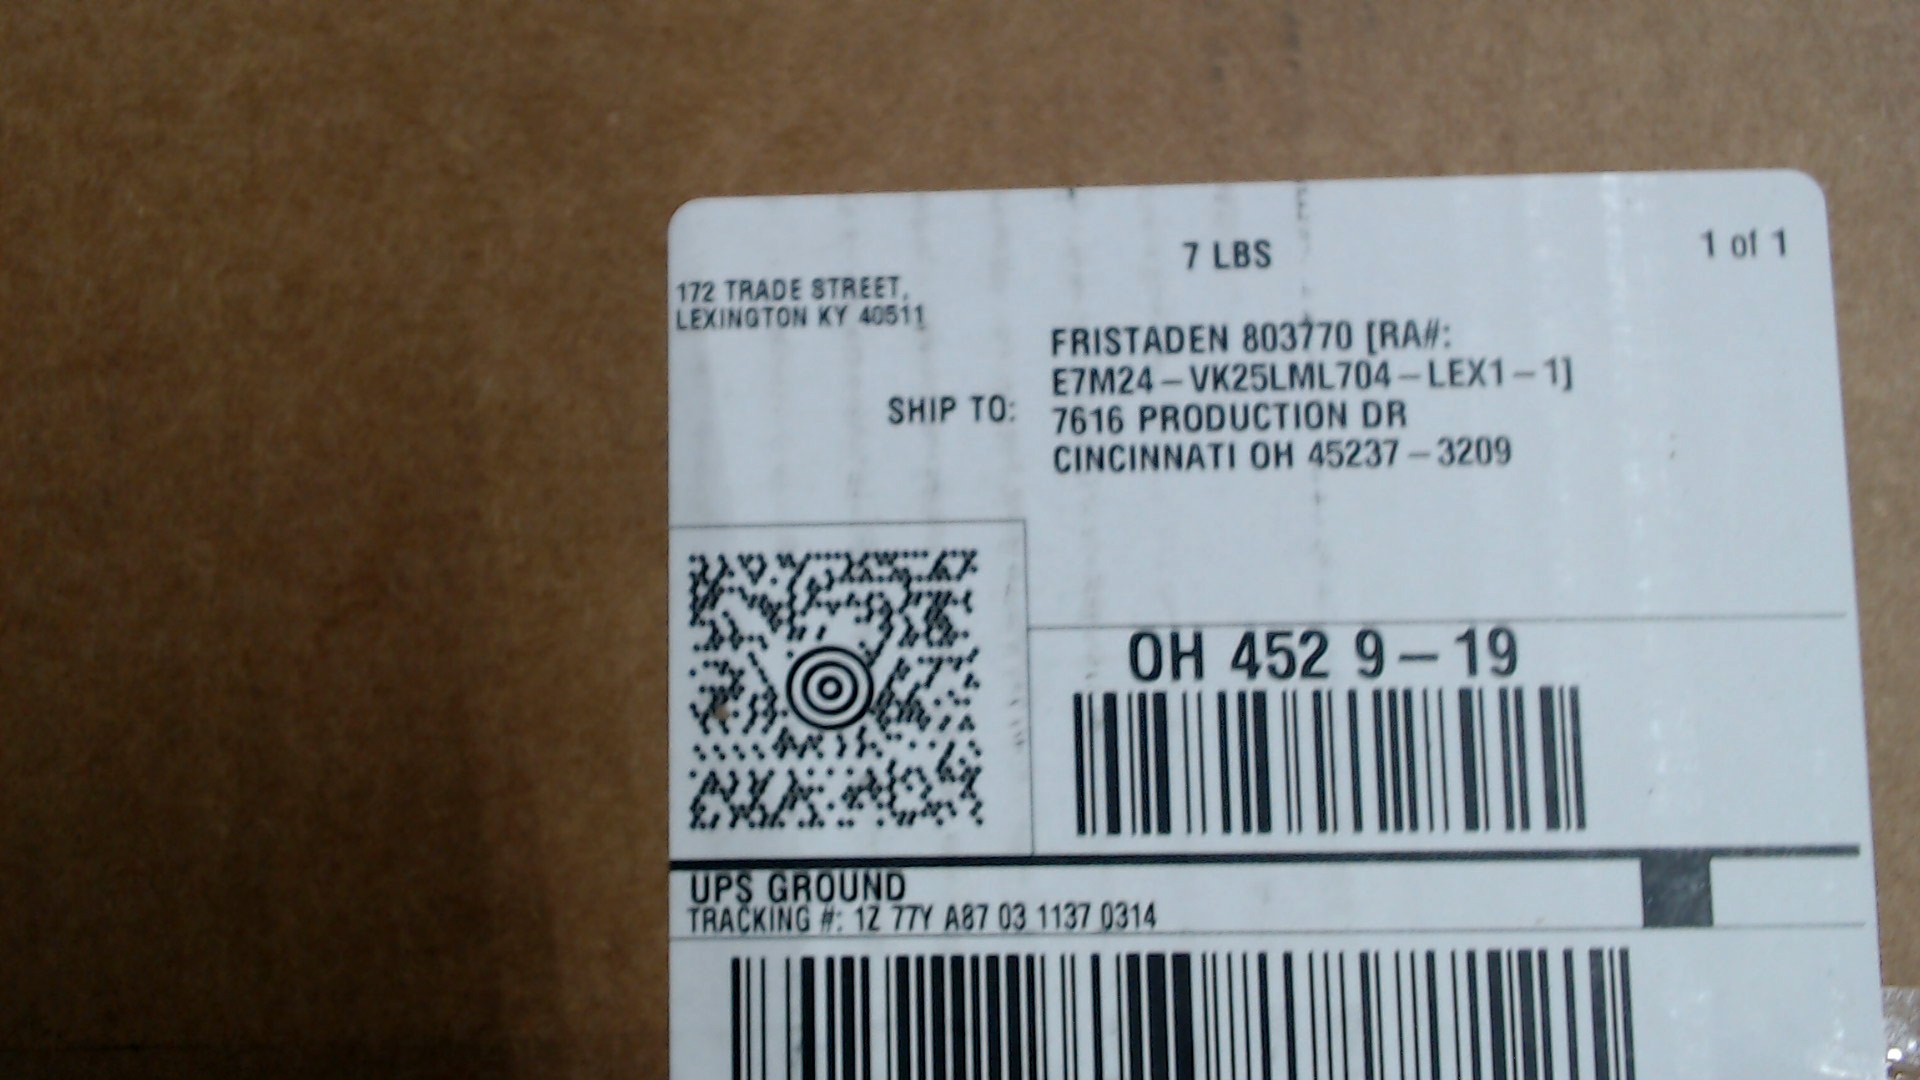 7 LBS
1 of 1
172 TRADE STREET,
LEXINGTON KY 40511
SHIP TO:
FRISTADEN 803770 [RA#:
E7M24-VK25LML704-LEX1-1]
7616 PRODUCTION DR
CINCINNATI OH 45237-3209
OH 452 9-19
UPS GROUND
TRACKING #: 1Z 77Y A87 03 1137 0314